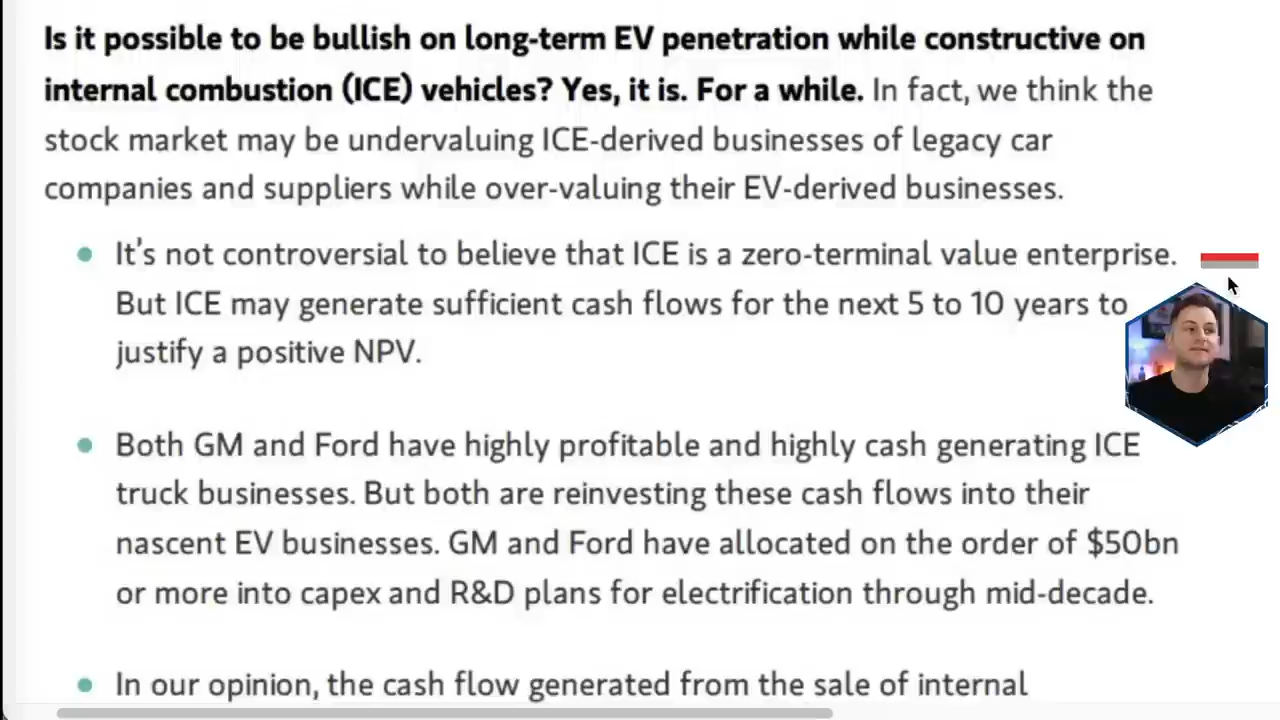 Is it possible to be bullish on long-term EV penetration while constructive on
internal combustion (ICE) vehicles? Yes, it is. For a while. In fact, we think the
stock market may be undervaluing ICE-derived businesses of legacy car
companies and suppliers while over-valuing their EV-derived businesses.
• It's not controversial to believe that ICE is a zero-terminal value enterprise.
But ICE may generate sufficient cash flows for the next 5 to 10 years to
justify a positive NPV.
• Both GM and Ford have highly profitable and highly cash generating ICE
truck businesses. But both are reinvesting these cash flows into their
nascent EV businesses. GM and Ford have allocated on the order of $50bn
or more into capex and R&D plans for electrification through mid-decade.
• In our opinion, the cash flow generated from the sale of internal